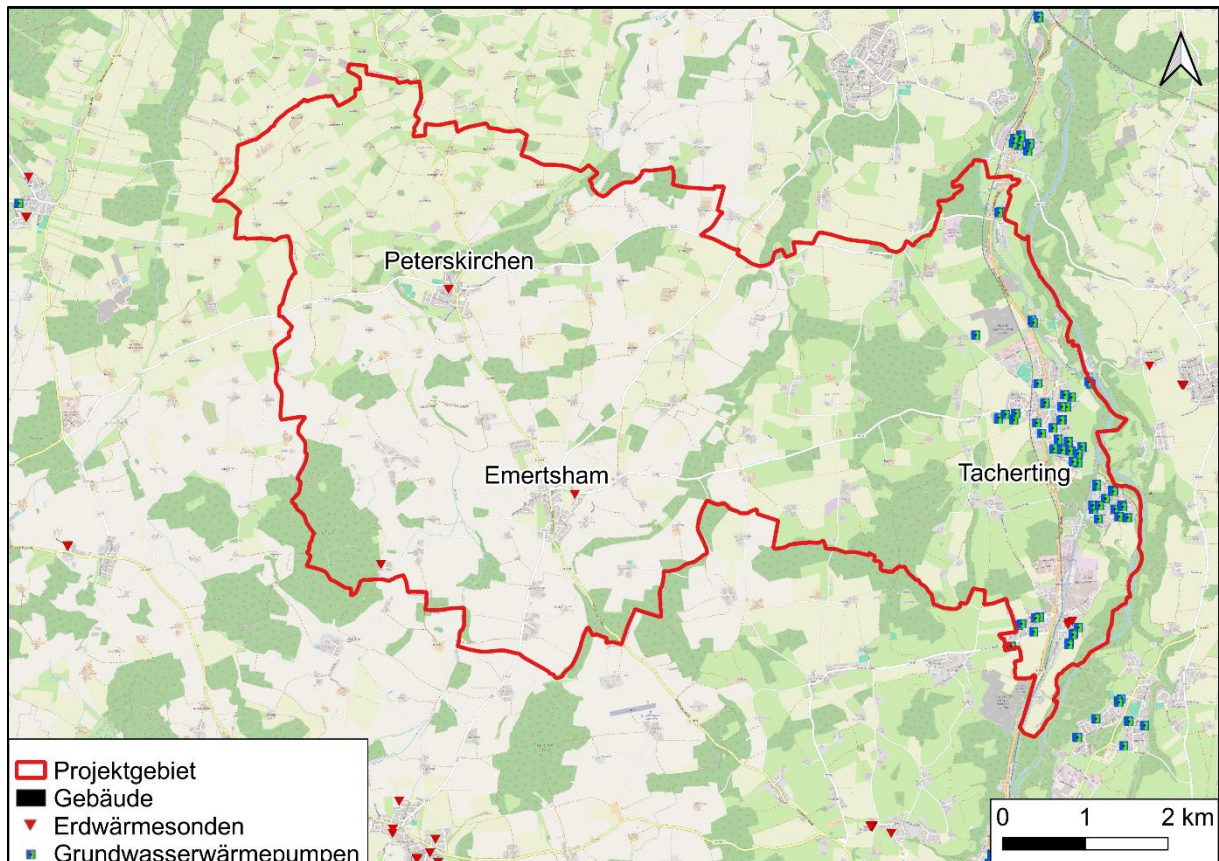 Peterskirchen
Emertsham
Tacherting
Projektgebiet
Gebäude
Erdwärmesonden
Grundwasserwärmepumpen
0 1 2 km